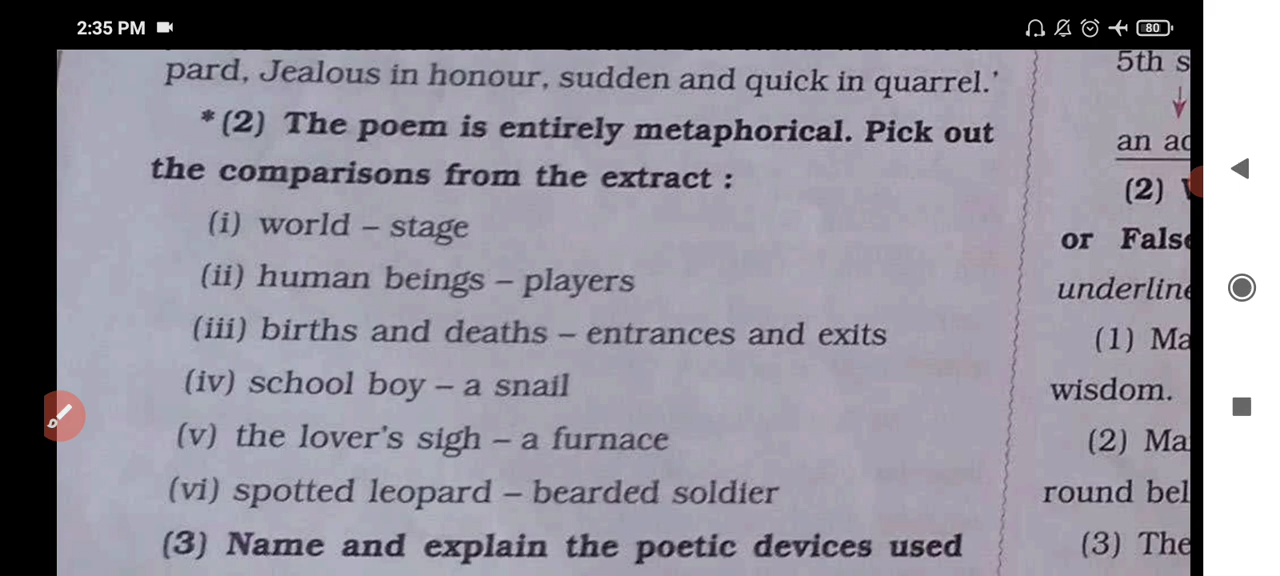 2:35 PM
80
pard, Jealous in honour, sudden and quick in quarrel.'
*(2) The poem is entirely metaphorical. Pick out
the comparisons from the extract :
(i) world – stage
(ii) human beings – players
(iii) births and deaths – entrances and exits
(iv) school boy – a snail
(v) the lover's sigh – a furnace
(vi) spotted leopard – bearded soldier
(3) Name and explain the poetic devices used
5th s
an ac
(2)
or False
underline
(1) Ma
wisdom.
(2) Ma
round bel
(3) The